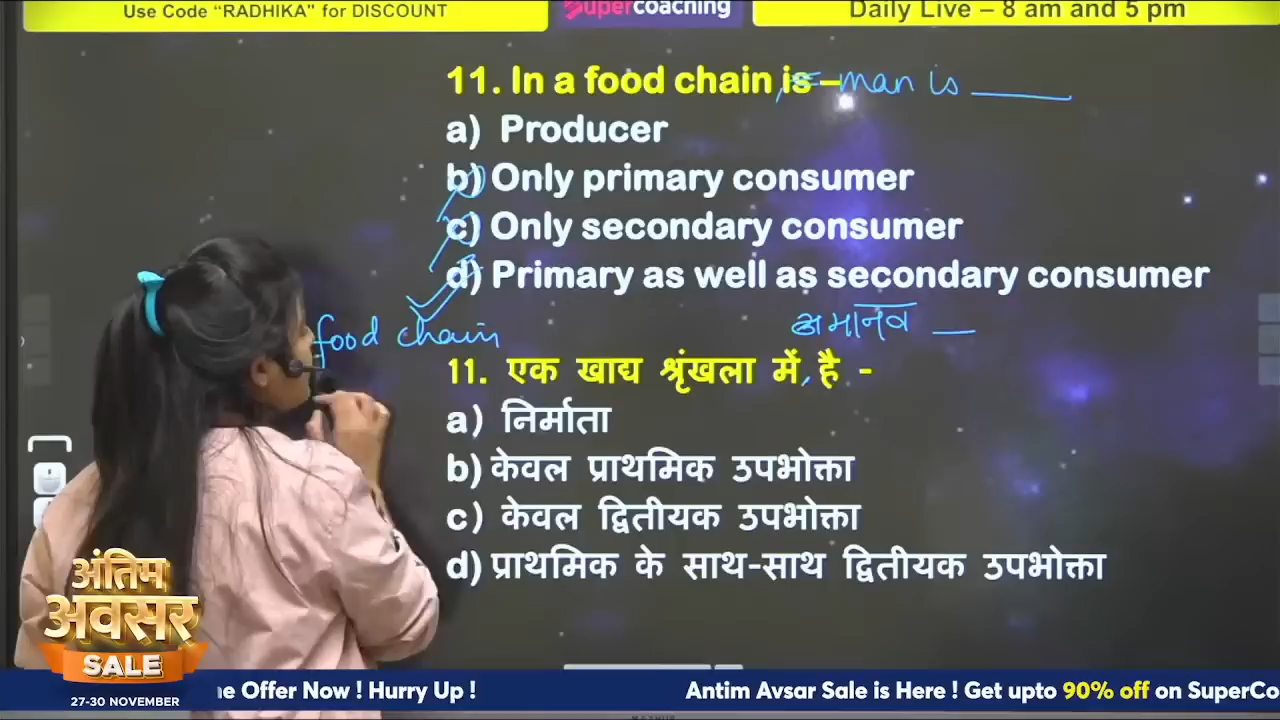 Use Code “RADHIKA” for DISCOUNT
Supercoaching
Daily Live – 8 am and 5 pm
11. In a food chain is – man is ____
a) Producer
b) Only primary consumer
c) Only secondary consumer
d) Primary as well as secondary consumer
food chain
मानव __
11. एक खाद्य श्रृंखला में, है -
a) निर्माता
b) केवल प्राथमिक उपभोक्ता
c) केवल द्वितीयक उपभोक्ता
d) प्राथमिक के साथ-साथ द्वितीयक उपभोक्ता
अंतिम
अवसर
SALE
27-30 NOVEMBER
e Offer Now ! Hurry Up !
Antim Avsar Sale is Here ! Get upto 90% off on SuperCo